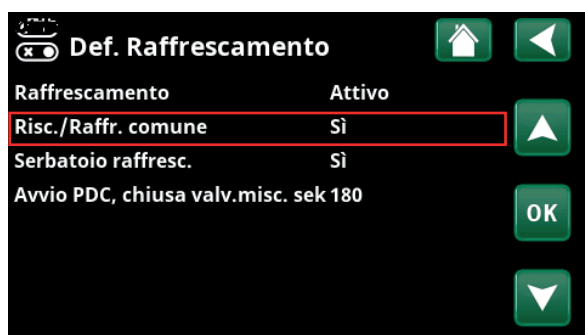 Def. Raffrescamento
Raffrescamento Attivo
Risc./Raffr. comune Sì
Serbatoio raffresc. Sì
Avvio PDC, chiusa valv.misc. sek 180
OK